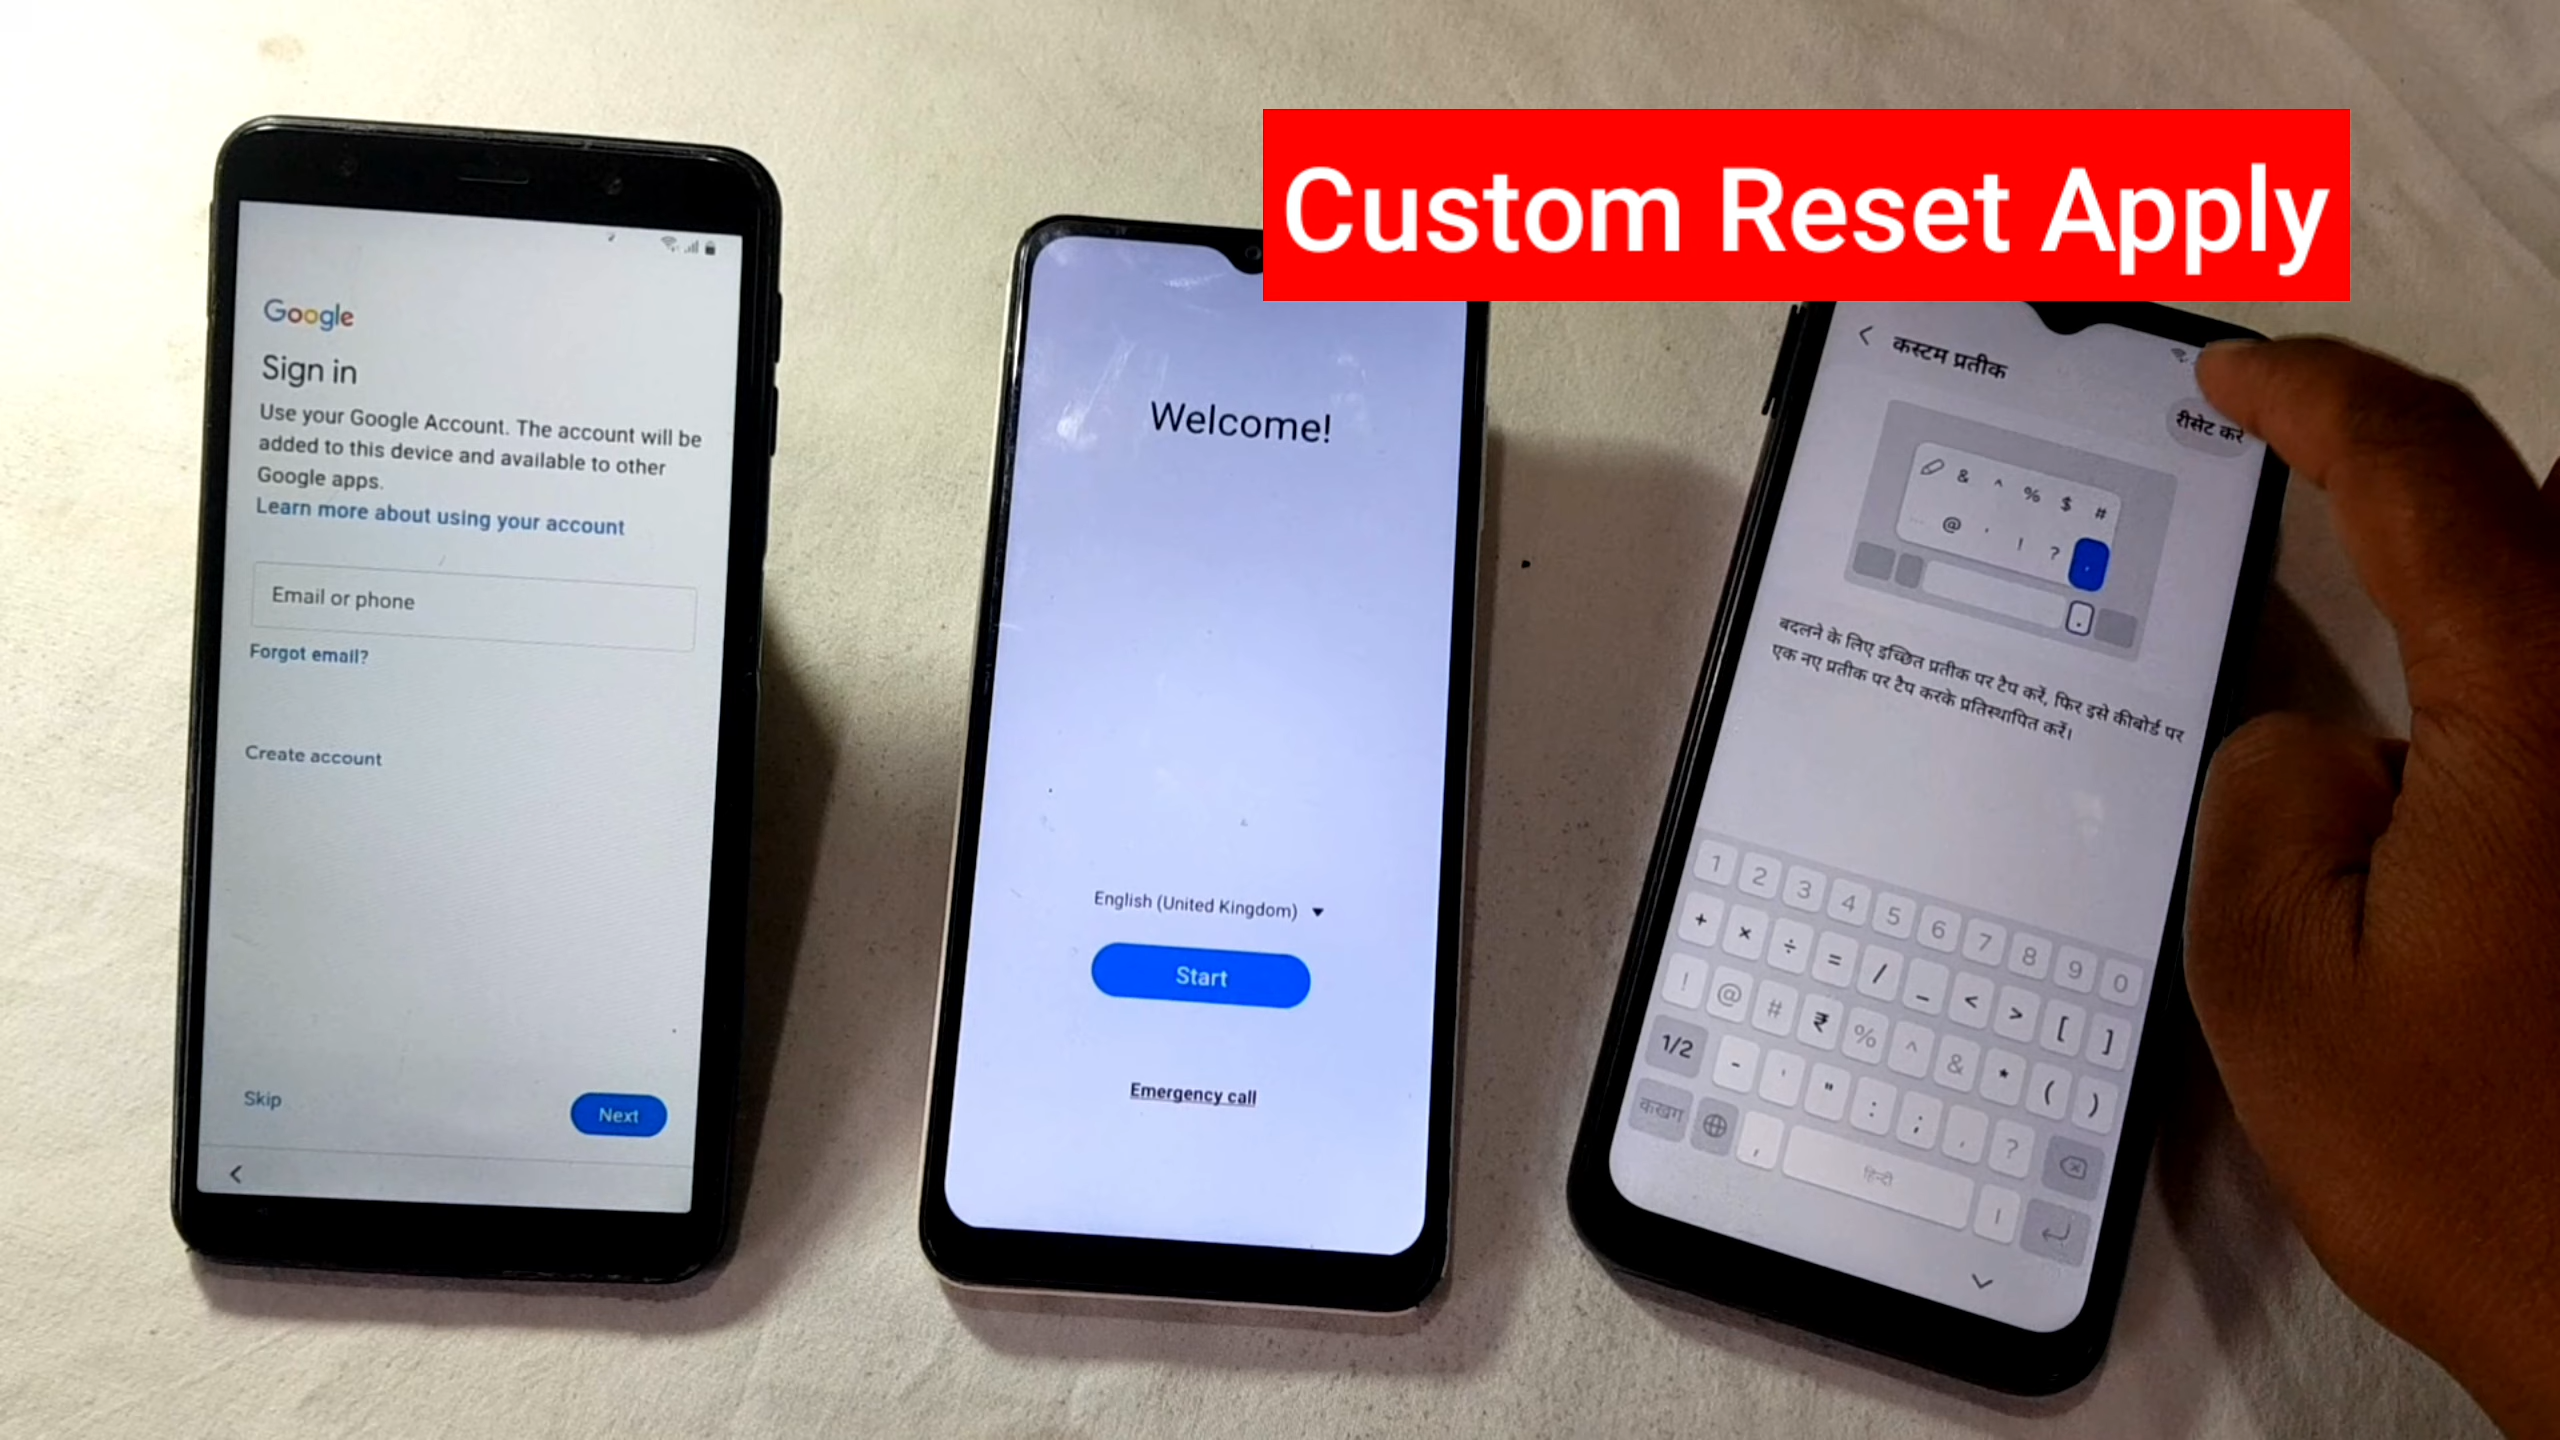 Custom Reset Apply
Google
Sign in
Use your Google Account. The account will be
added to this device and available to other
Google apps.
Learn more about using your account
Email or phone
Forgot email?
Create account
Skip
Next
Welcome!
English (United Kingdom)
Start
Emergency call
कस्टम प्रतीक
रीसेट करें
& ^ % $ #
@ ' ! ? .
.
बदलने के लिए इच्छित प्रतीक पर टैप करें, फिर इसे कीबोर्ड पर
एक नए प्रतीक पर टैप करके प्रतिस्थापित करें।
1 2 3 4 5 6 7 8 9 0
+ × ÷ = / _ < > [ ]
! @ # ₹ % ^ & * ( )
1/2 - ' " : ; , ?
कखग , हिन्दी ।